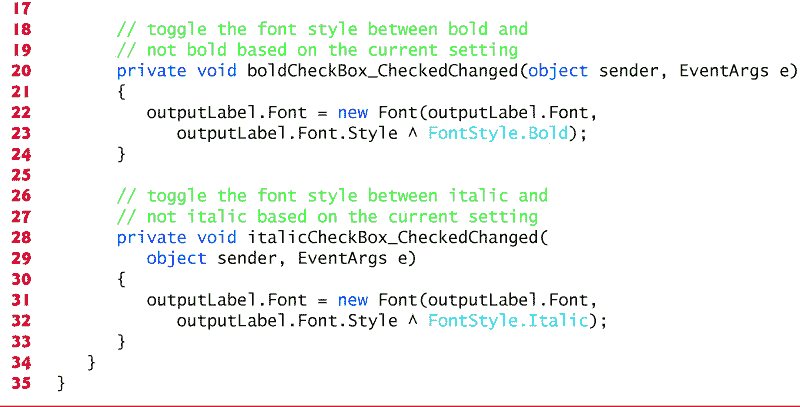 17
18 // toggle the font style between bold and
19 // not bold based on the current setting
20 private void boldCheckBox_CheckedChanged(object sender, EventArgs e)
21 {
22 outputLabel.Font = new Font(outputLabel.Font,
23 outputLabel.Font.Style ^ FontStyle.Bold);
24 }
25
26 // toggle the font style between italic and
27 // not italic based on the current setting
28 private void italicCheckBox_CheckedChanged(
29 object sender, EventArgs e)
30 {
31 outputLabel.Font = new Font(outputLabel.Font,
32 outputLabel.Font.Style ^ FontStyle.Italic);
33 }
34 }
35 }